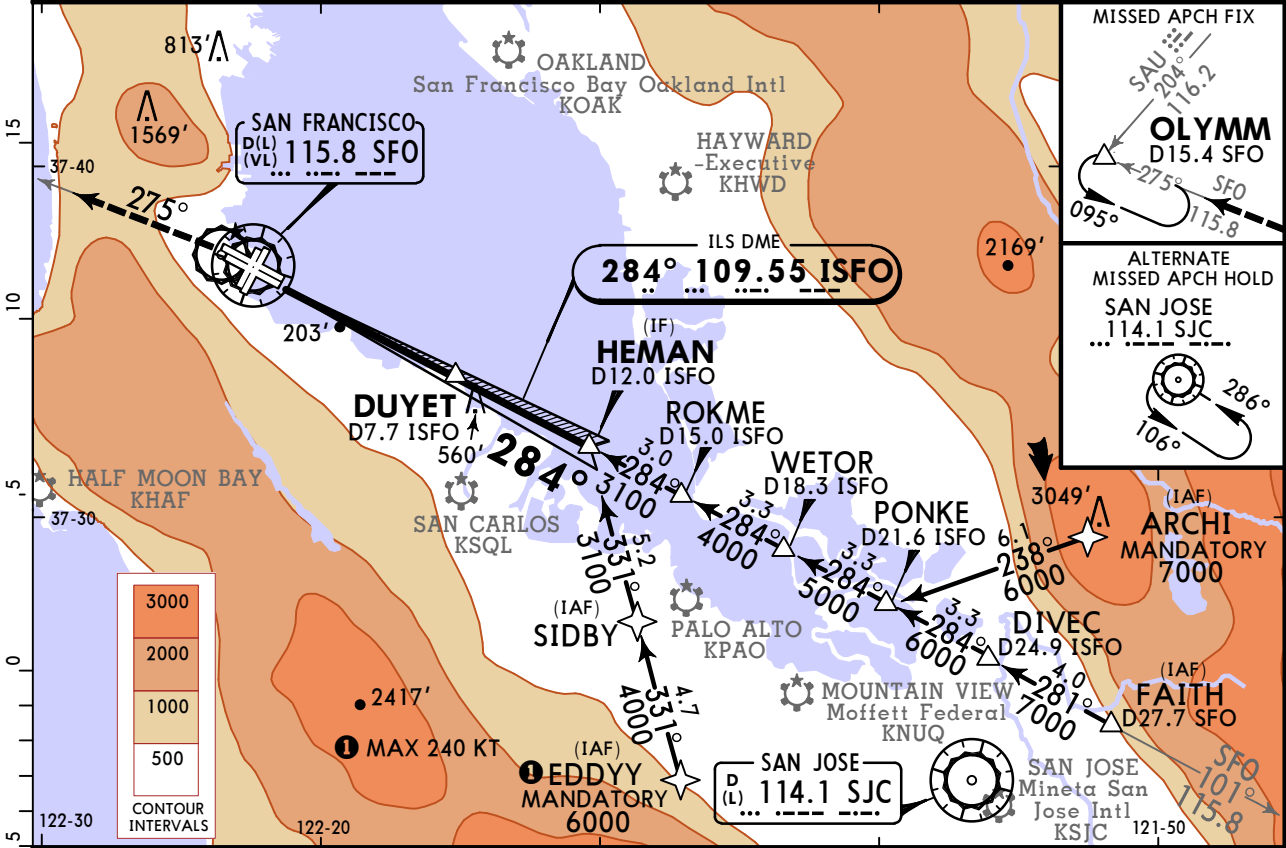 813'
1569'
15
37-40
275°
SAN FRANCISCO
D(L)
(VL) 115.8 SFO
OAKLAND
San Francisco Bay Oakland Intl
KOAK
HAYWARD
-Executive
KHWD
MISSED APCH FIX
SAU
204°
116.2
OLYMM
D15.4 SFO
275°
SFO
115.8
095°
ALTERNATE
MISSED APCH HOLD
SAN JOSE
114.1 SJC
286°
106°
2169'
10
ILS DME
284° 109.55 ISFO
203'
(IF)
HEMAN
D12.0 ISFO
DUYET
D7.7 ISFO
560'
284°
ROKME
D15.0 ISFO
3.0
284°
3100
WETOR
D18.3 ISFO
3.3
284°
4000
PONKE
D21.6 ISFO
3.3
284°
5000
3049'
(IAF)
ARCHI
MANDATORY
7000
6.1
238°
6000
HALF MOON BAY
KHAF
5
37-30
SAN CARLOS
KSQL
5.2
331°
3100
(IAF)
SIDBY
PALO ALTO
KPAO
3.3
284°
6000
DIVEC
D24.9 ISFO
4.0
281°
7000
(IAF)
FAITH
D27.7 SFO
SFO
101°
115.8
MOUNTAIN VIEW
Moffett Federal
KNUQ
4.7
331°
4000
3000
2000
1000
500
CONTOUR
INTERVALS
0
2417'
1 MAX 240 KT
(IAF)
1 EDDYY
MANDATORY
6000
SAN JOSE
D
(L) 114.1 SJC
SAN JOSE
Mineta San
Jose Intl
KSJC
5
122-30
122-20
121-50